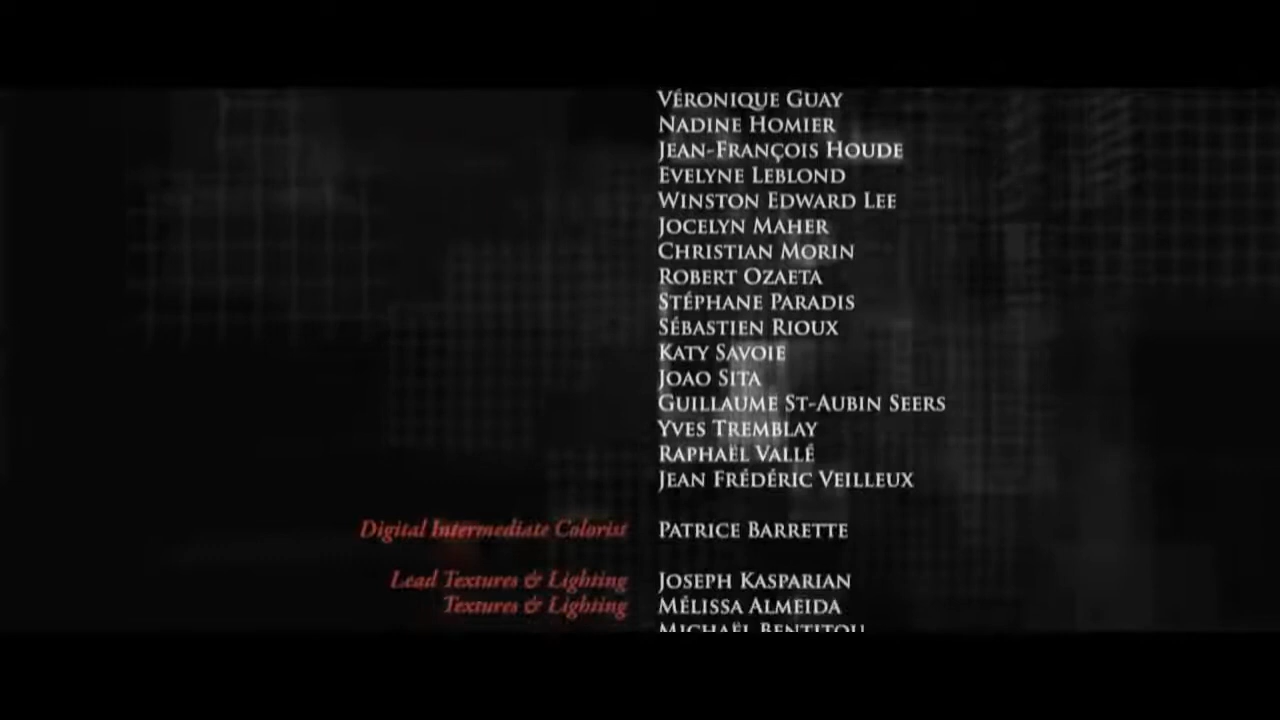 VÉRONIQUE GUAY
NADINE HOMIER
JEAN-FRANÇOIS HOUDE
EVELYNE LEBLOND
WINSTON EDWARD LEE
JOCELYN MAHER
CHRISTIAN MORIN
ROBERT OZAETA
STÉPHANE PARADIS
SÉBASTIEN RIOUX
KATY SAVOIE
JOAO SITA
GUILLAUME ST-AUBIN SEERS
YVES TREMBLAY
RAPHAËL VALLÉ
JEAN FRÉDÉRIC VEILLEUX
Digital Intermediate Colorist PATRICE BARRETTE
Lead Textures & Lighting JOSEPH KASPARIAN
Textures & Lighting MÉLISSA ALMEIDA
MICHAËL BENTITOU